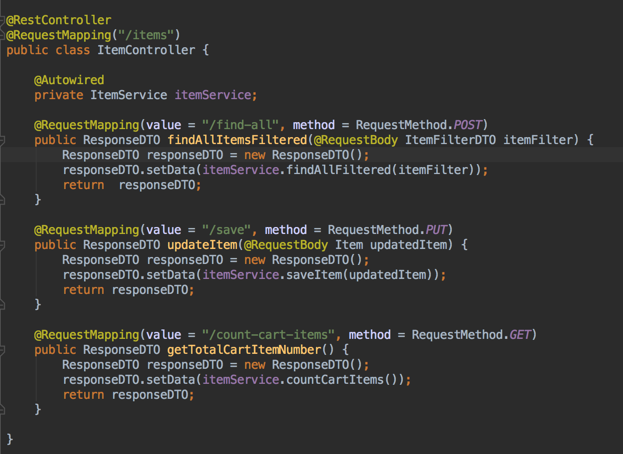 @RestController
@RequestMapping("/items")
public class ItemController {
@Autowired
private ItemService itemService;
@RequestMapping(value = "/find-all", method = RequestMethod.POST)
public ResponseDTO findAllItemsFiltered(@RequestBody ItemFilterDTO itemFilter) {
ResponseDTO responseDTO = new ResponseDTO();
responseDTO.setData(itemService.findAllFiltered(itemFilter));
return  responseDTO;
}
@RequestMapping(value = "/save", method = RequestMethod.PUT)
public ResponseDTO updateItem(@RequestBody Item updatedItem) {
ResponseDTO responseDTO = new ResponseDTO();
responseDTO.setData(itemService.saveItem(updatedItem));
return responseDTO;
}
@RequestMapping(value = "/count-cart-items", method = RequestMethod.GET)
public ResponseDTO getTotalCartItemNumber() {
ResponseDTO responseDTO = new ResponseDTO();
responseDTO.setData(itemService.countCartItems());
return responseDTO;
}
}